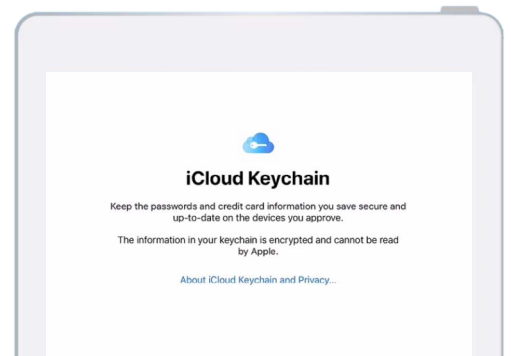 iCloud Keychain
Keep the passwords and credit card information you save secure and
up-to-date on the devices you approve.
The information in your keychain is encrypted and cannot be read
by Apple.
About iCloud Keychain and Privacy...